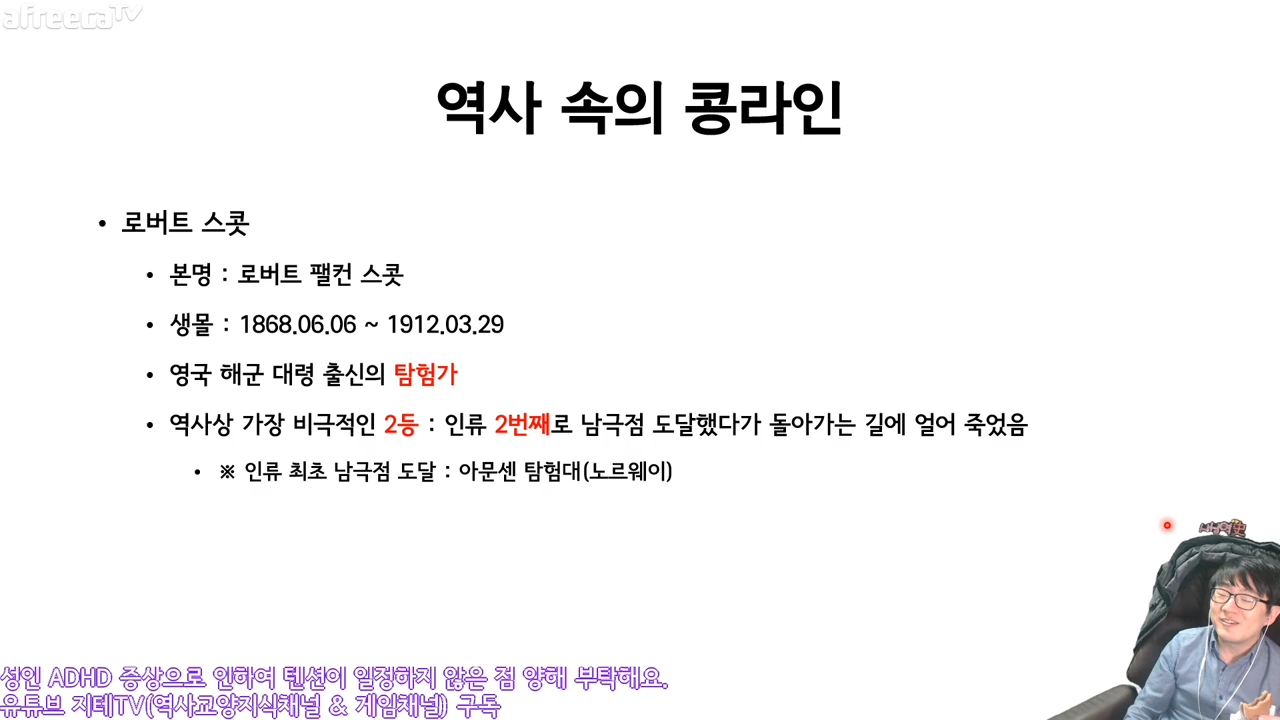 afreecaTV
역사 속의 콩라인
• 로버트 스콧
• 본명 : 로버트 팰컨 스콧
• 생몰 : 1868.06.06 ~ 1912.03.29
• 영국 해군 대령 출신의 탐험가
• 역사상 가장 비극적인 2등 : 인류 2번째로 남극점 도달했다가 돌아가는 길에 얼어 죽었음
• ※ 인류 최초 남극점 도달 : 아문센 탐험대(노르웨이)
성인 ADHD 증상으로 인하여 텐션이 일정하지 않은 점 양해 부탁해요.
유튜브 지테TV(역사교양지식채널 & 게임채널) 구독